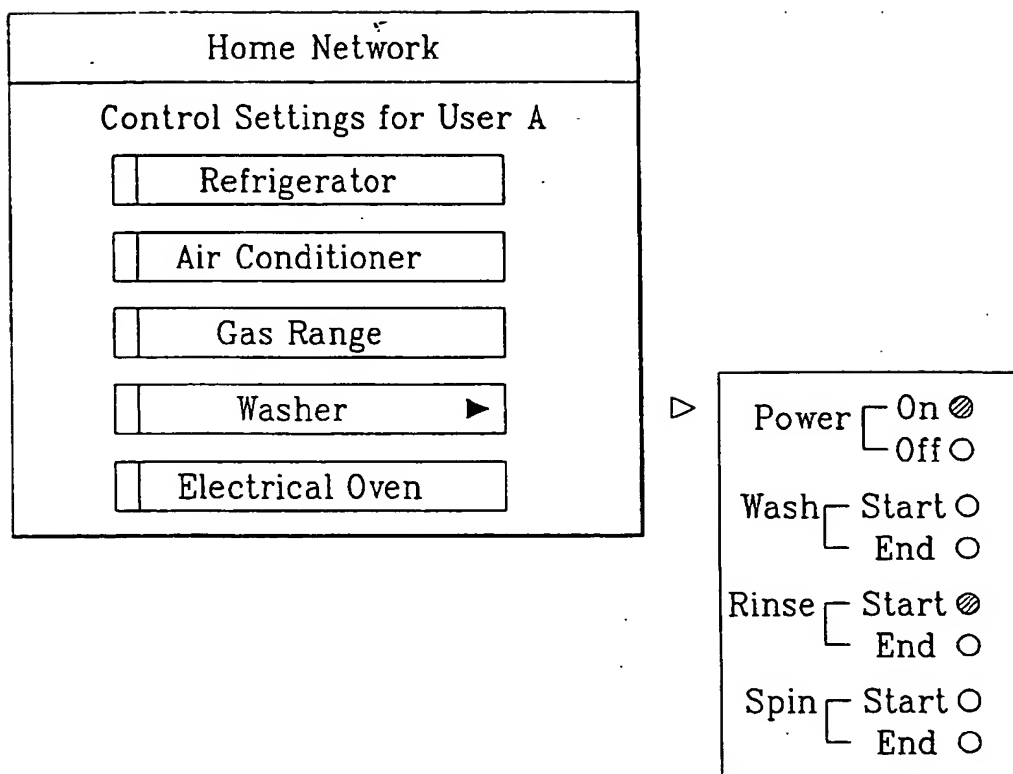 Home Network
Control Settings for User A
Refrigerator
Air Conditioner
Gas Range
Washer
Electrical Oven
Power On
Off
Wash Start
End
Rinse Start
End
Spin Start
End